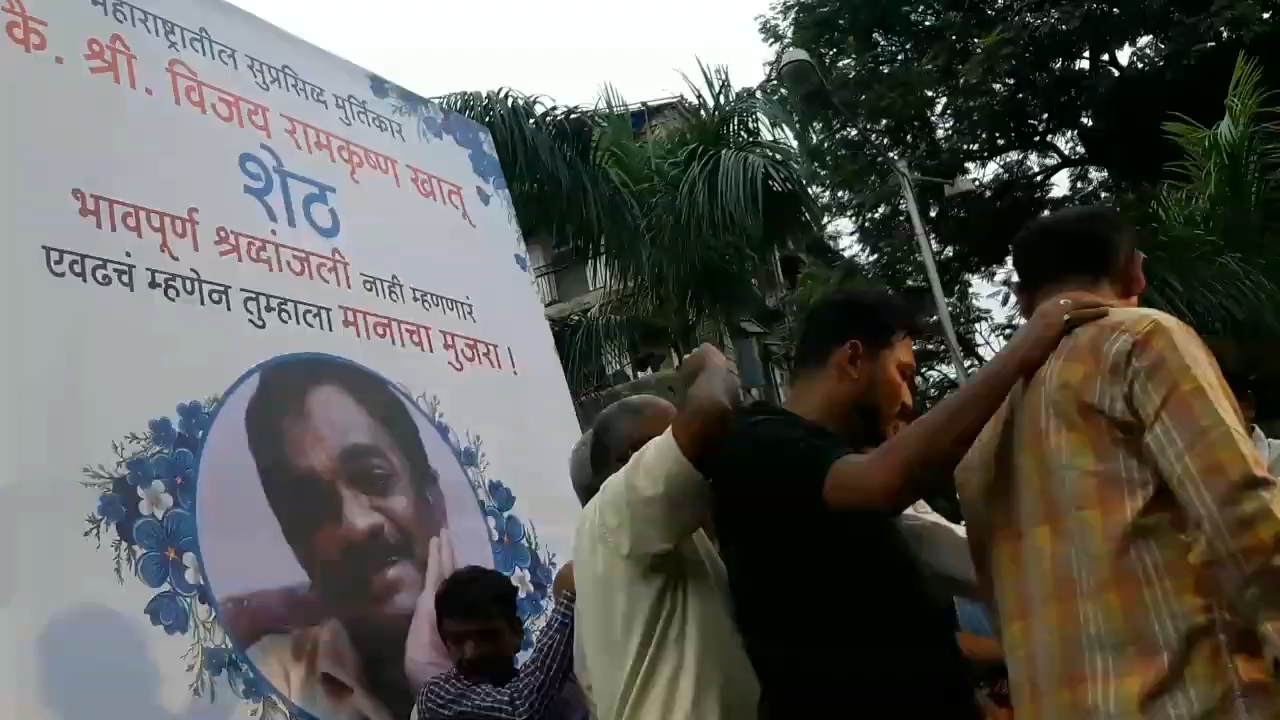 महाराष्ट्रातील सुप्रसिध्द मुर्तिकार
कै. श्री. विजय रामकृष्ण खातू
शेठ
भावपूर्ण श्रध्दांजली नाही म्हणणारं
एवढचं म्हणेन तुम्हाला मानाचा मुजरा !